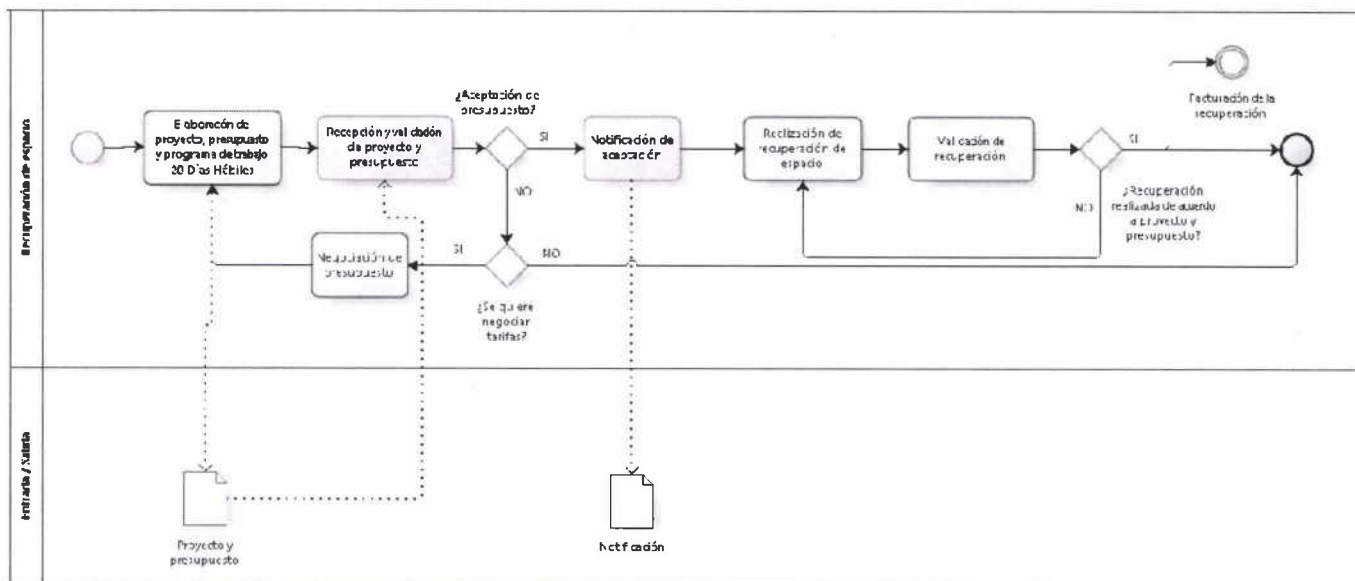 Recuperación de espacio
Elaboración de
proyecto, presupuesto
y programa de trabajo
20 Días Hábiles
Recepción y validación
de proyecto y
presupuesto
¿Aceptación de
presupuesto?
SI
NO
Notificación de
aceptación
Realización de
recuperación de
espacio
Validación de
recuperación
SI
NO
¿Recuperación
realizada de acuerdo
a proyecto y
presupuesto?
Facturación de la
recuperación
Negociación de
presupuesto
SI
NO
¿Se quiere
negociar
tarifas?
Entrada / Salida
Proyecto y
presupuesto
Notificación